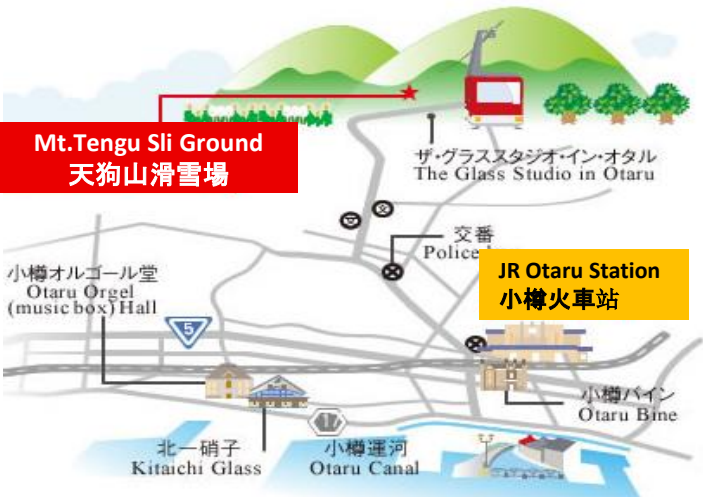 Mt.Tengu Sli Ground
天狗山滑雪場
ザ・グラススタジオ・イン・オタル
The Glass Studio in Otaru
交番
Police
JR Otaru Station
小樽火車站
小樽オルゴール堂
Otaru Orgel
(music box) Hall
5
小樽バイン
Otaru Bine
17
北一硝子
Kitaichi Glass
小樽運河
Otaru Canal